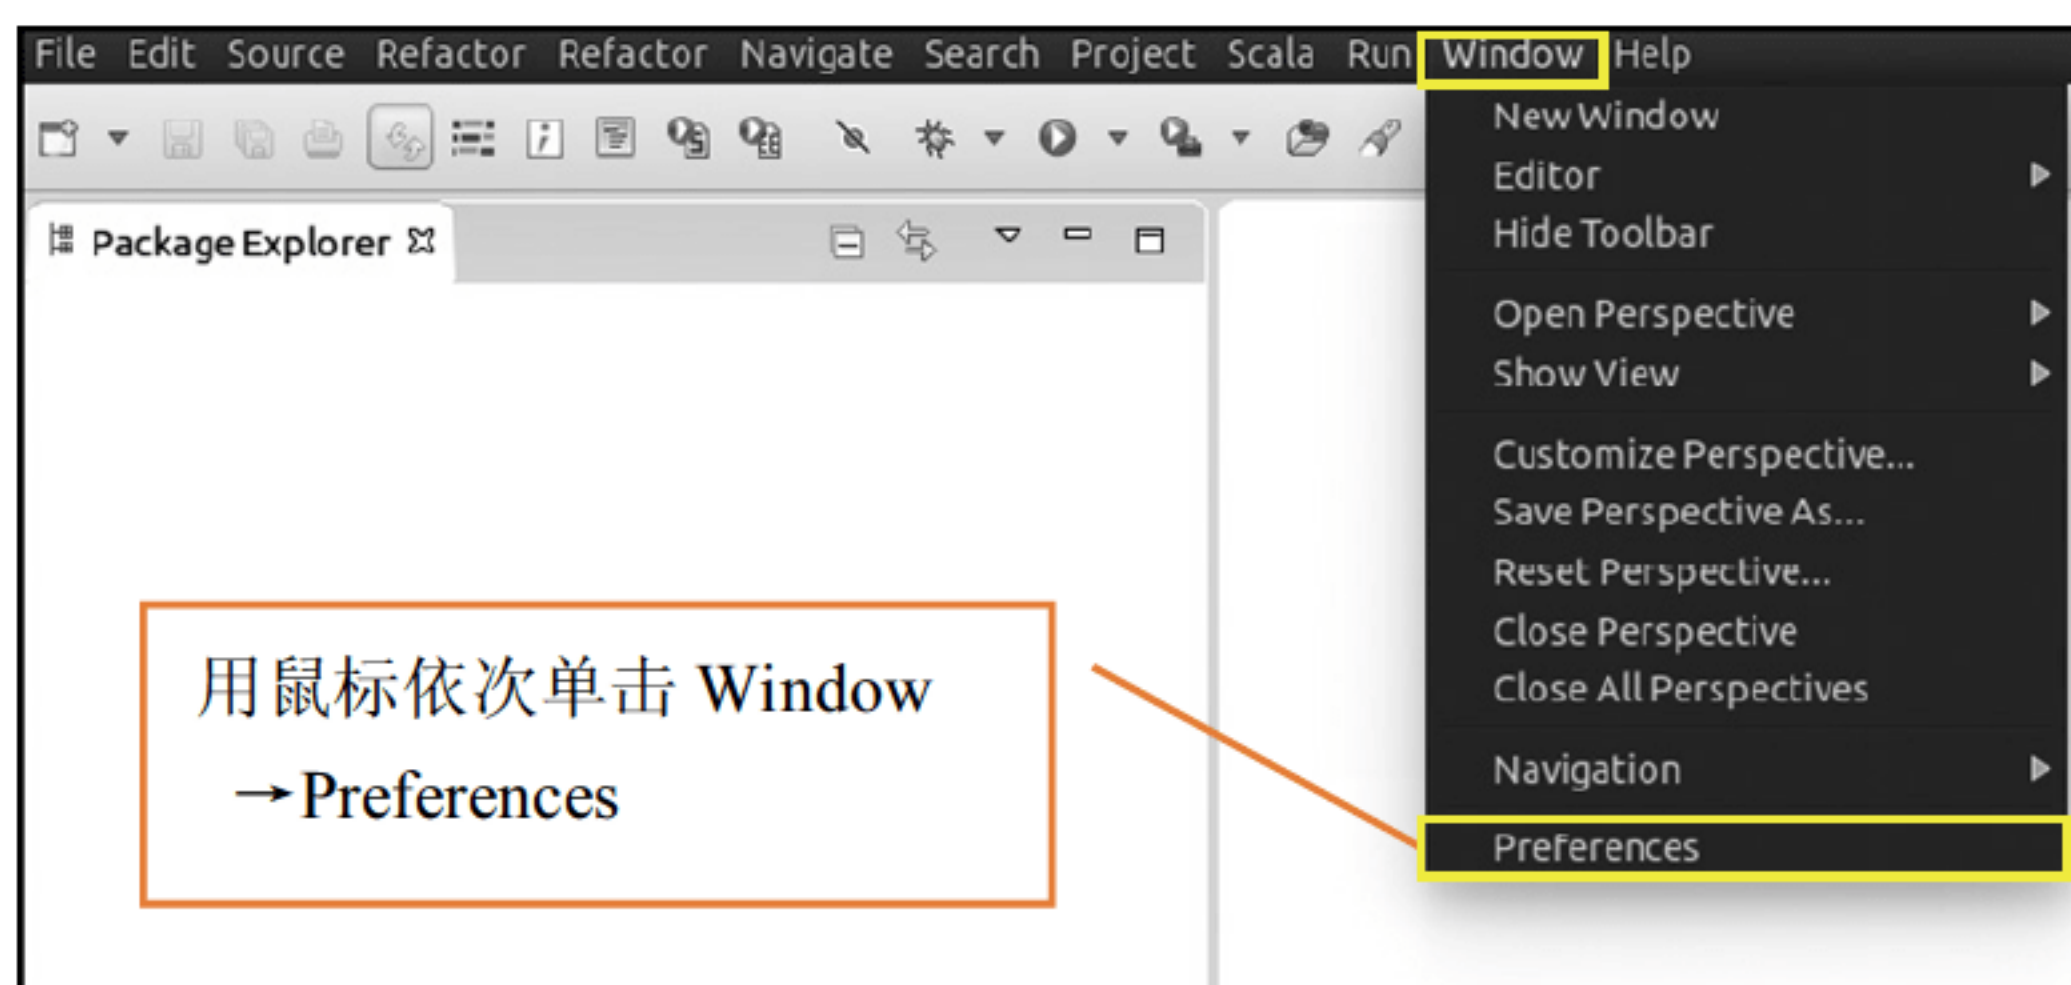 File Edit Source Refactor Refactor Navigate Search Project Scala Run Window Help
New Window
Editor
Hide Toolbar
Package Explorer
Open Perspective
Show View
Customize Perspective...
Save Perspective As...
Reset Perspective...
Close Perspective
Close All Perspectives
Navigation
Preferences
用鼠标依次单击 Window
→Preferences